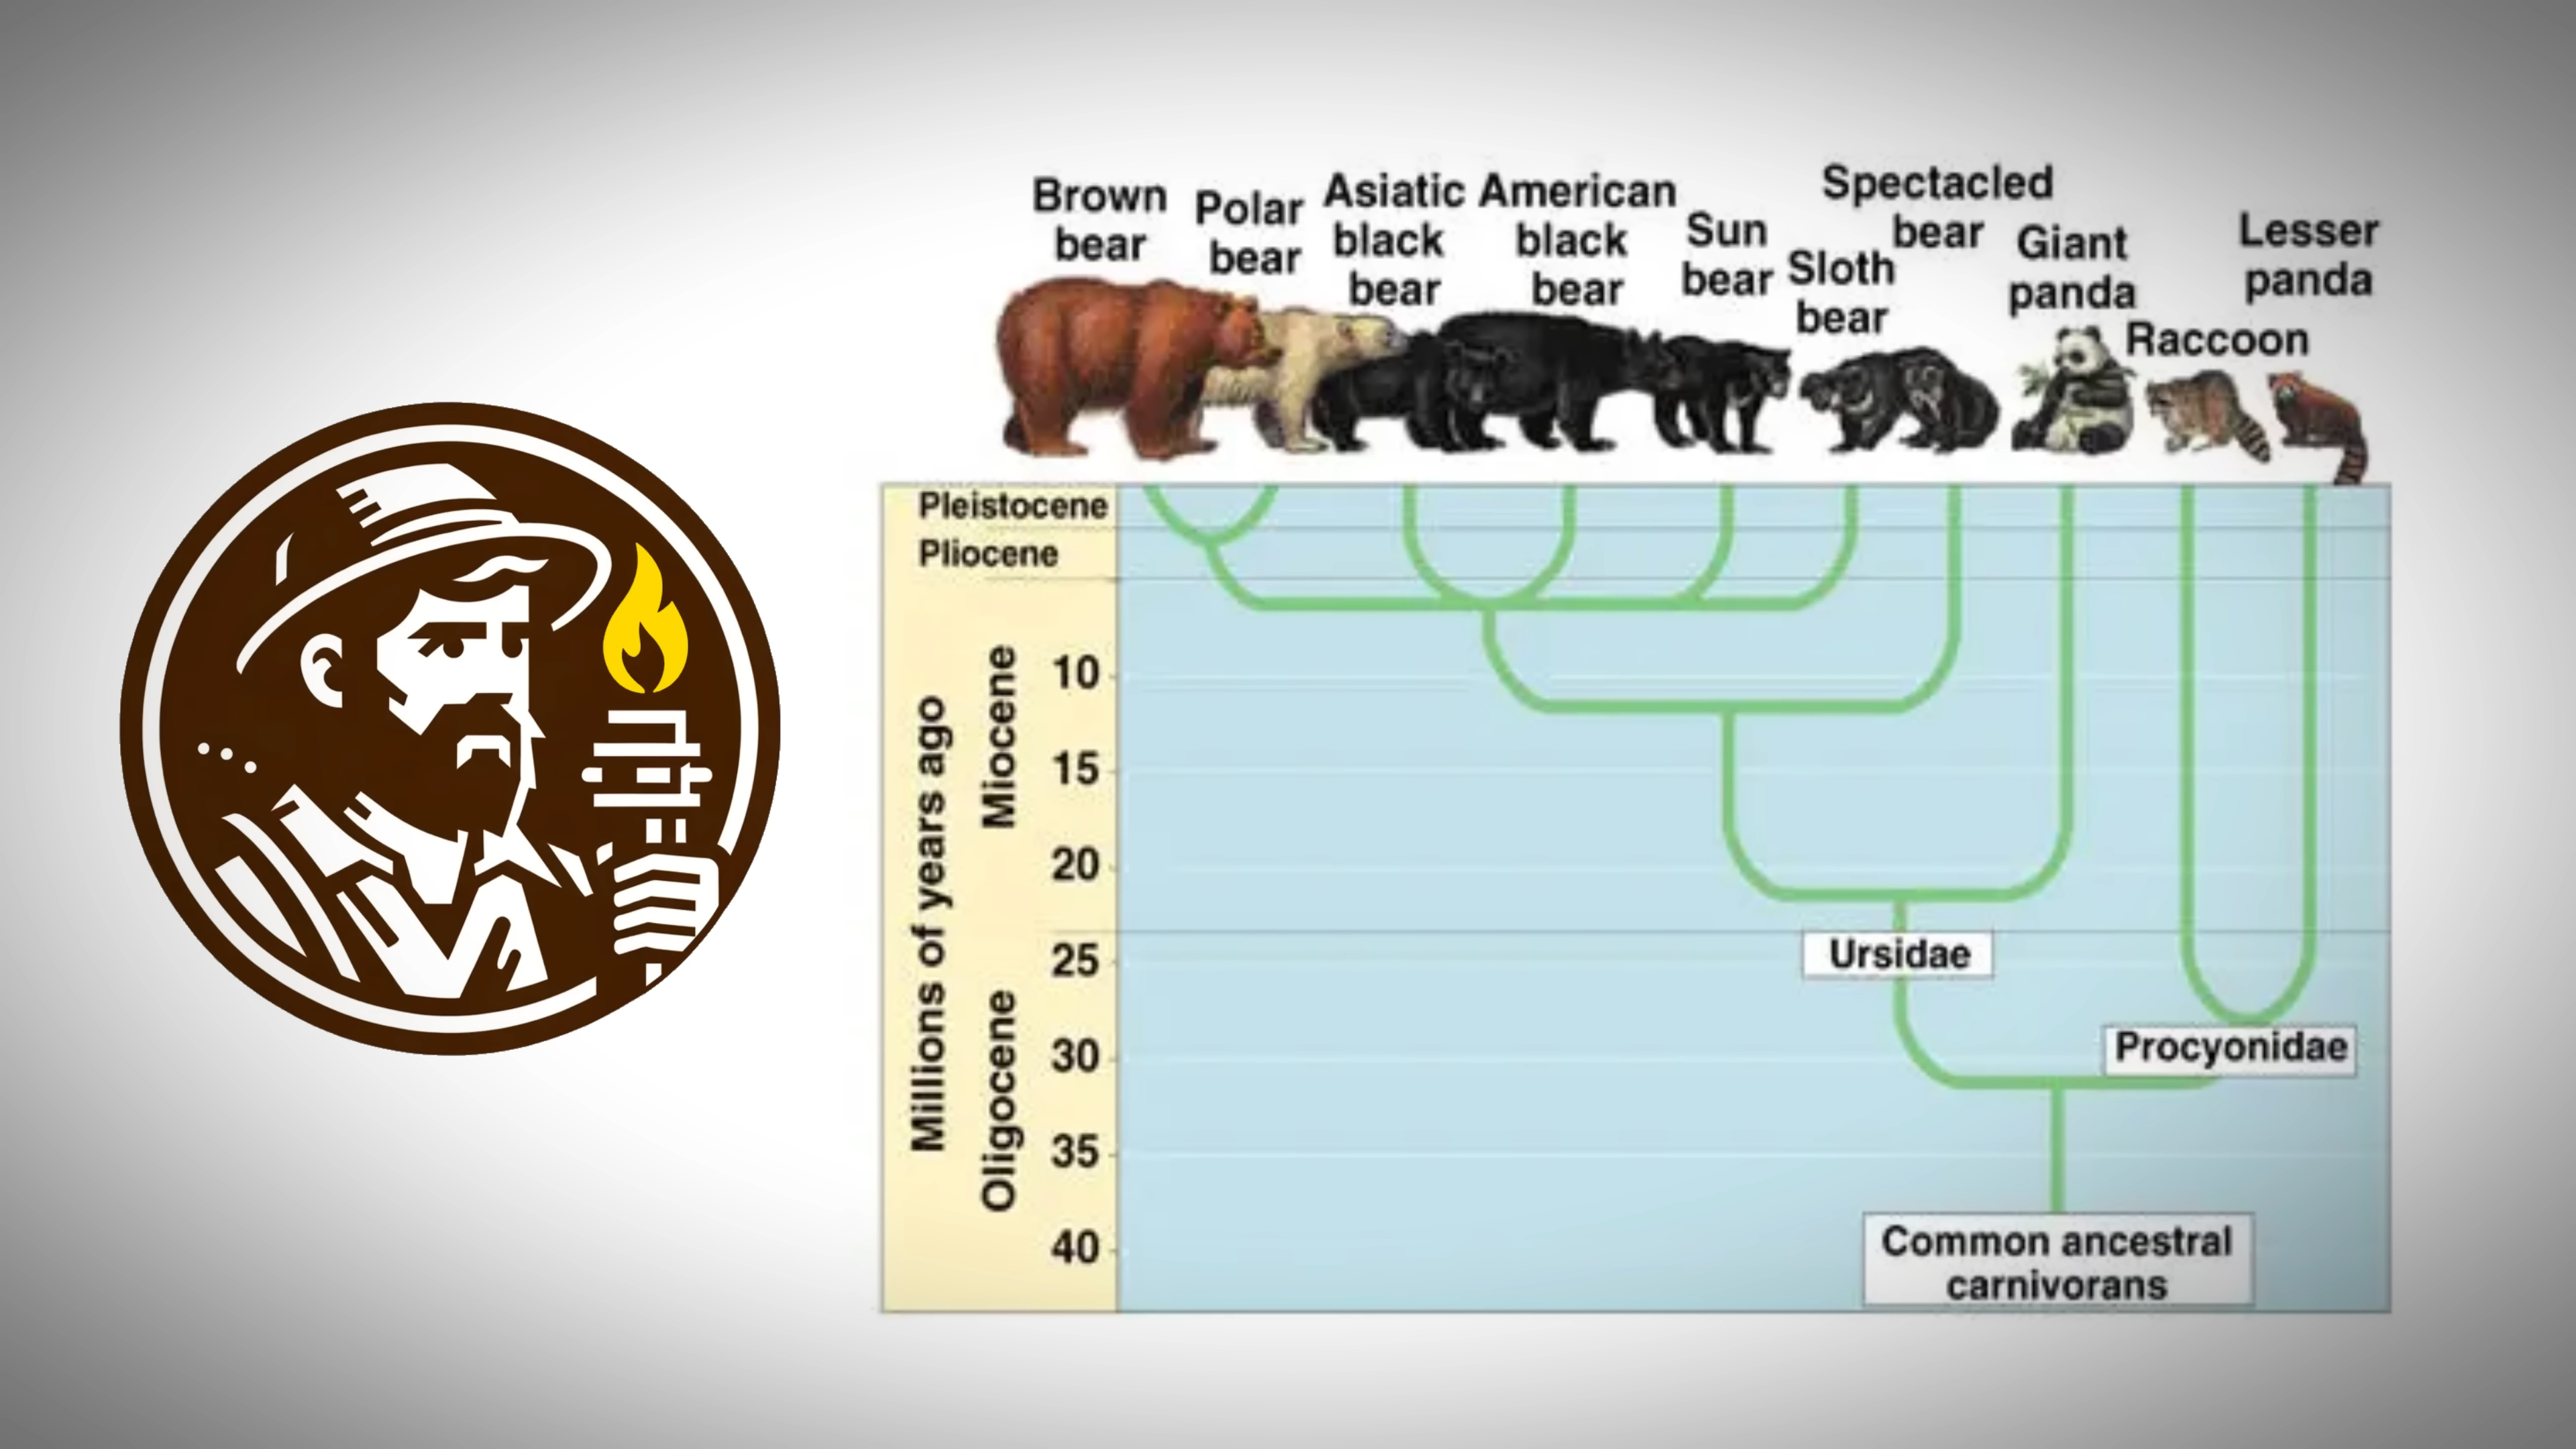 Brown
bear
Polar
bear
Asiatic
black
bear
American
black
bear
Sun
bear
Sloth
bear
Spectacled
bear
Giant
panda
Raccoon
Lesser
panda
Pleistocene
Pliocene
Miocene
Oligocene
Millions of years ago
10
15
20
25
30
35
40
Ursidae
Procyonidae
Common ancestral
carnivorans